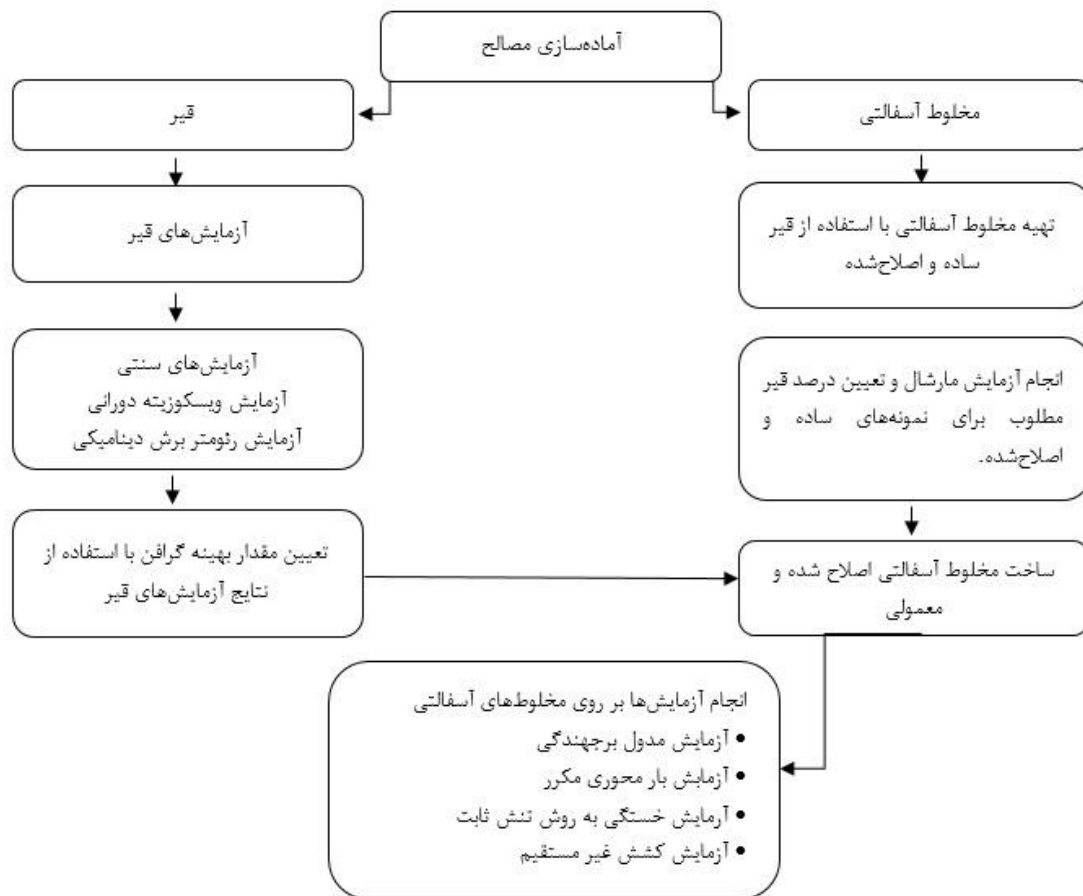 آماده‌سازی مصالح
قیر
مخلوط آسفالتی
آزمایش‌های قیر
تهیه مخلوط آسفالتی با استفاده از قیر
ساده و اصلاح‌شده
آزمایش‌های سنتی
آزمایش ویسکوزیته دورانی
آزمایش رئومتر برش دینامیکی
انجام آزمایش مارشال و تعیین درصد قیر
مطلوب برای نمونه‌های ساده و
اصلاح‌شده.
تعیین مقدار بهینه گرافن با استفاده از
نتایج آزمایش‌های قیر
ساخت مخلوط آسفالتی اصلاح شده و
معمولی
انجام آزمایش‌ها بر روی مخلوط‌های آسفالتی
• آزمایش مدول برجهندگی
• آزمابش بار محوری مکرر
• آرمایش خستگی به روش تنش ثابت
• آزمایش کشش غیر مستقیم